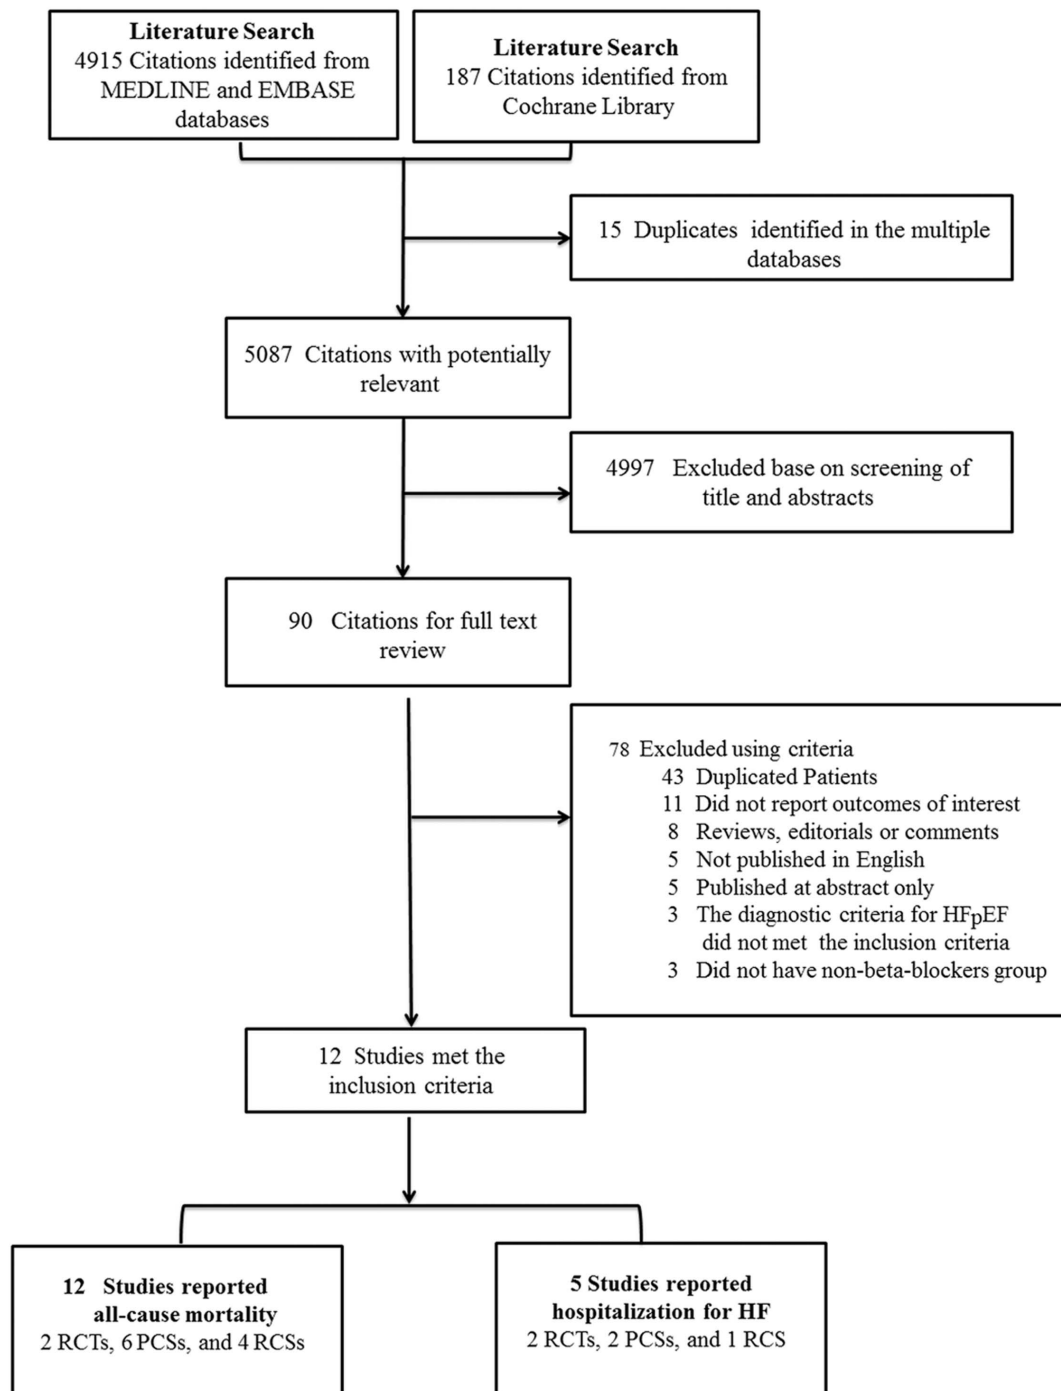 Literature Search
4915 Citations identified from
MEDLINE and EMBASE
databases
Literature Search
187 Citations identified from
Cochrane Library
15 Duplicates identified in the multiple
databases
5087 Citations with potentially
relevant
4997 Excluded base on screening of
title and abstracts
90 Citations for full text
review
78 Excluded using criteria
43 Duplicated Patients
11 Did not report outcomes of interest
8 Reviews, editorials or comments
5 Not published in English
5 Published at abstract only
3 The diagnostic criteria for HFpEF
did not met the inclusion criteria
3 Did not have non-beta-blockers group
12 Studies met the
inclusion criteria
12 Studies reported
all-cause mortality
2 RCTs, 6 PCSs, and 4 RCSs
5 Studies reported
hospitalization for HF
2 RCTs, 2 PCSs, and 1 RCS